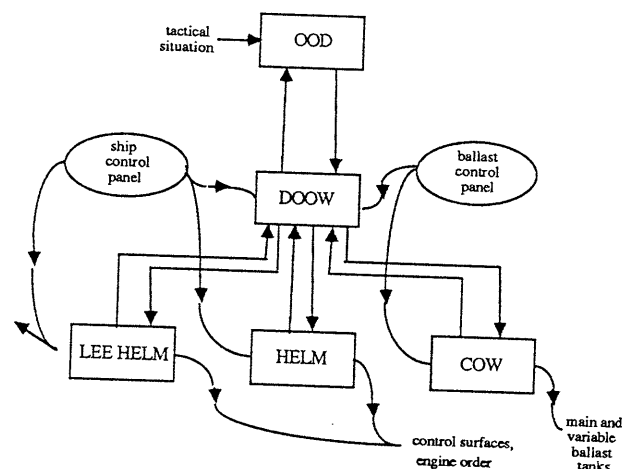 tactical
situation
OOD
ship
control
panel
ballast
control
panel
DOOW
LEE HELM
HELM
COW
control surfaces,
engine order
main and
variable
ballast
tanks